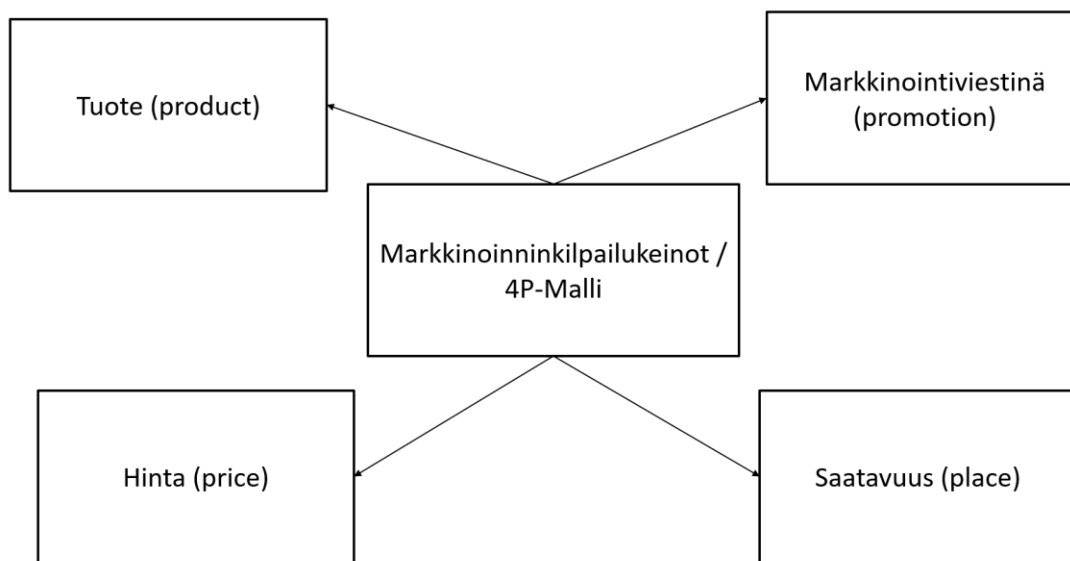 Tuote (product)
Markkinointiviestinä
(promotion)
Markkinoinninkilpailukeinot /
4P-Malli
Hinta (price)
Saatavuus (place)